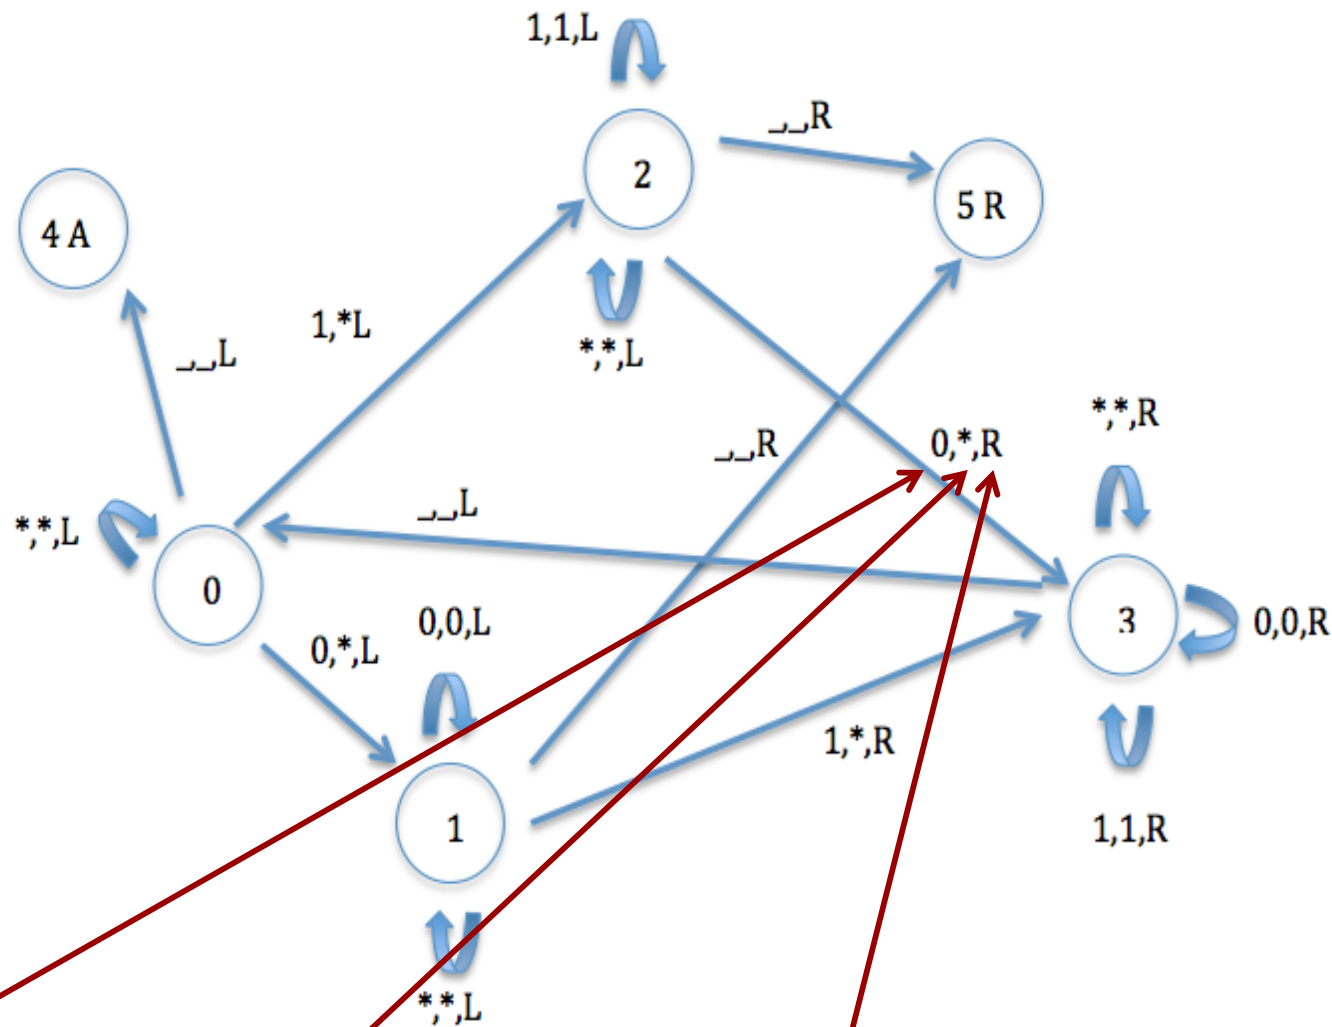 1,1,L
_,_,R
2
5 R
4 A
1,*L
_,_,L
*,*,L
*,*,R
0,*,R
_,_,R
_,_,L
*,*,L
0
0,0,L
3
0,0,R
0,*,L
1,*,R
1
1,1,R
*,*,L